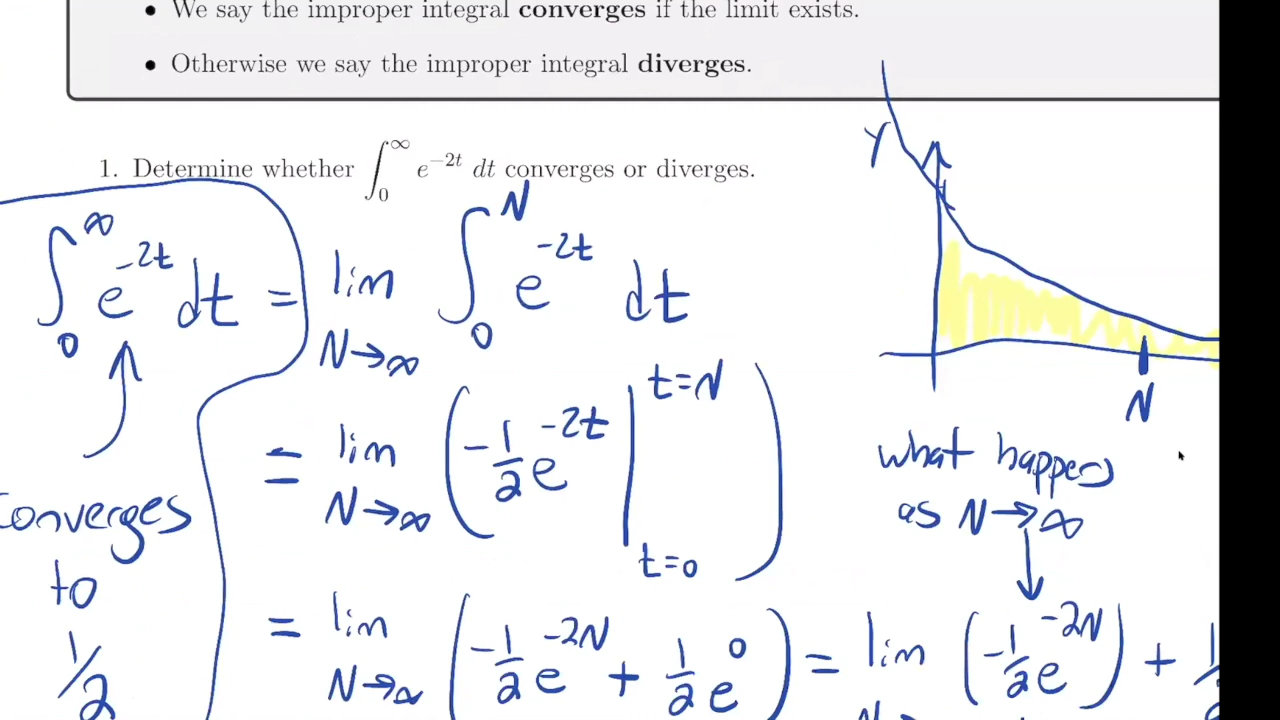 • We say the improper integral converges if the limit exists.
• Otherwise we say the improper integral diverges.
1. Determine whether ∫₀^∞ e^{-2t} dt converges or diverges.
∫₀^∞ e^{-2t} dt = lim_{N→∞} ∫₀^N e^{-2t} dt
= lim_{N→∞} ( -1/2 e^{-2t} |_{t=0}^{t=N} )
= lim_{N→∞} ( -1/2 e^{-2N} + 1/2 e^0 ) = lim ( -1/2 e^{-2N} ) +
converges
to
1/2
Y
N
what happens
as N→∞